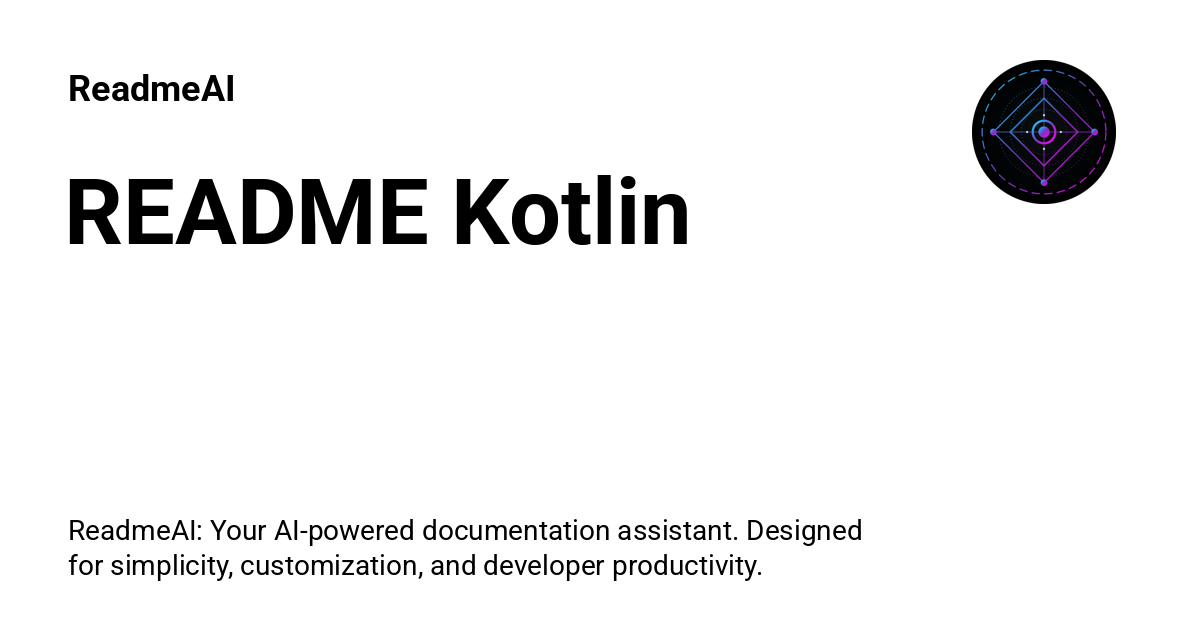 ReadmeAI
README Kotlin
ReadmeAI: Your AI-powered documentation assistant. Designed
for simplicity, customization, and developer productivity.